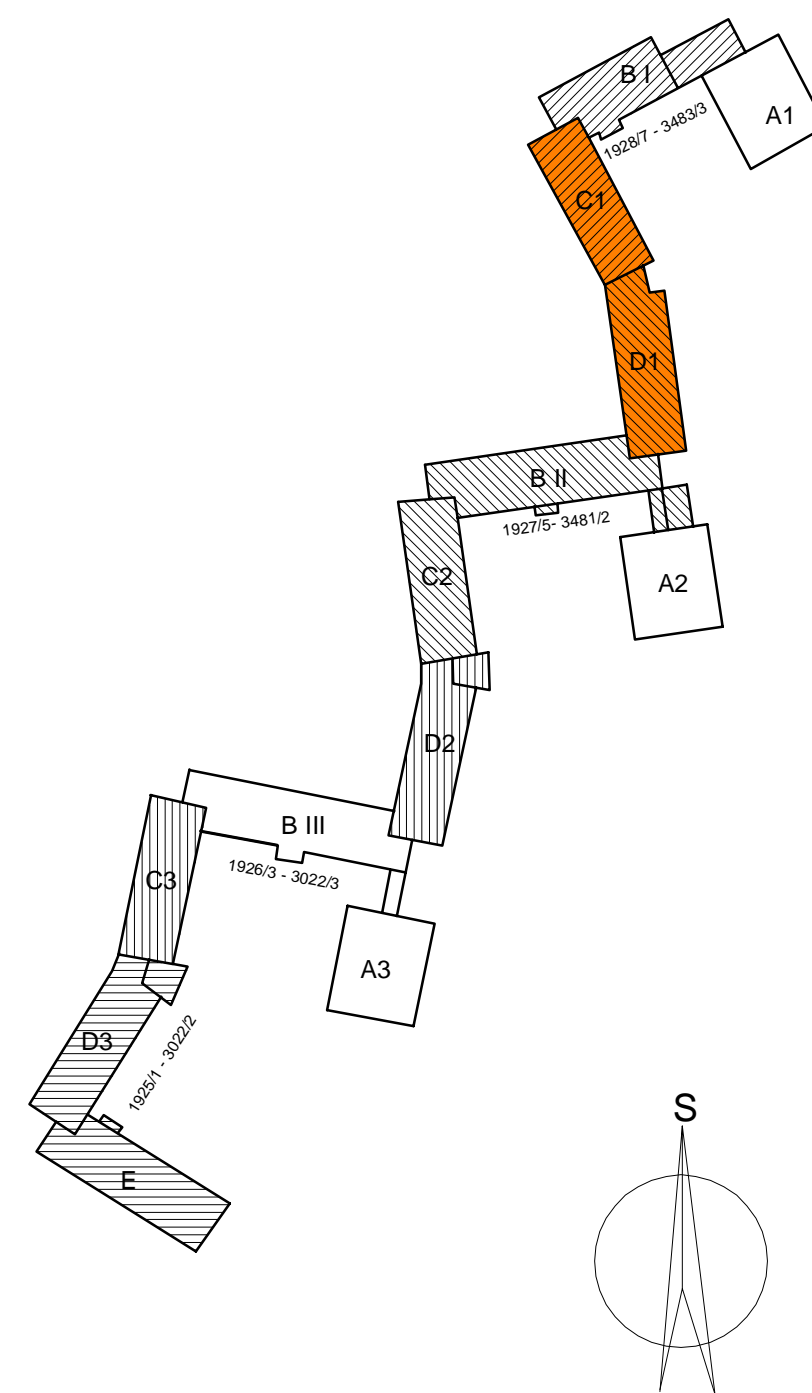 B I
A1
1928/7 - 3483/3
C1
D1
B II
1927/5- 3481/2
C2
A2
D2
B III
1926/3 - 3022/3
C3
A3
D3
1925/1 - 3022/2
E
S